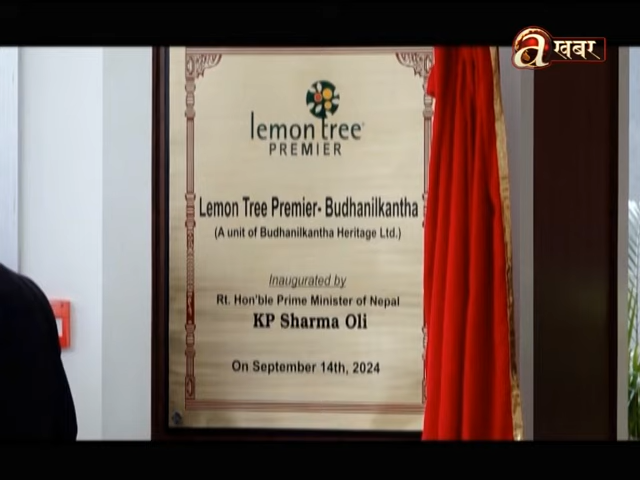 a खबर
lemon tree
PREMIER
Lemon Tree Premier- Budhanilkantha
(A unit of Budhanilkantha Heritage Ltd.)
Inaugurated by
Rt. Hon'ble Prime Minister of Nepal
KP Sharma Oli
On September 14th, 2024